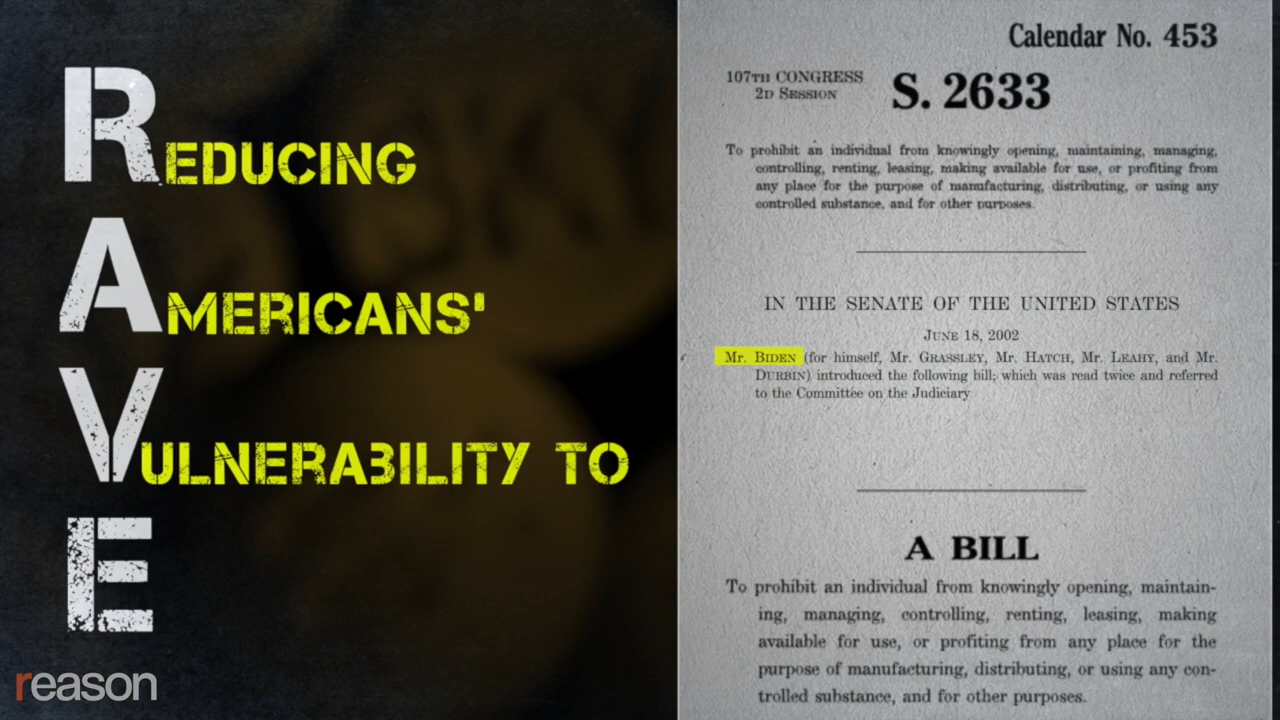 REDUCING
AMERICANS'
VULNERABILITY TO
E
reason
Calendar No. 453
107TH CONGRESS
2D SESSION
S. 2633
To prohibit an individual from knowingly opening, maintaining, managing,
controlling, renting, leasing, making available for use, or profiting from
any place for the purpose of manufacturing, distributing, or using any
controlled substance, and for other purposes.
IN THE SENATE OF THE UNITED STATES
JUNE 18, 2002
Mr. BIDEN (for himself, Mr. GRASSLEY, Mr. HATCH, Mr. LEAHY, and Mr.
DURBIN) introduced the following bill; which was read twice and referred
to the Committee on the Judiciary
A BILL
To prohibit an individual from knowingly opening, maintain-
ing, managing, controlling, renting, leasing, making
available for use, or profiting from any place for the
purpose of manufacturing, distributing, or using any con-
trolled substance, and for other purposes.